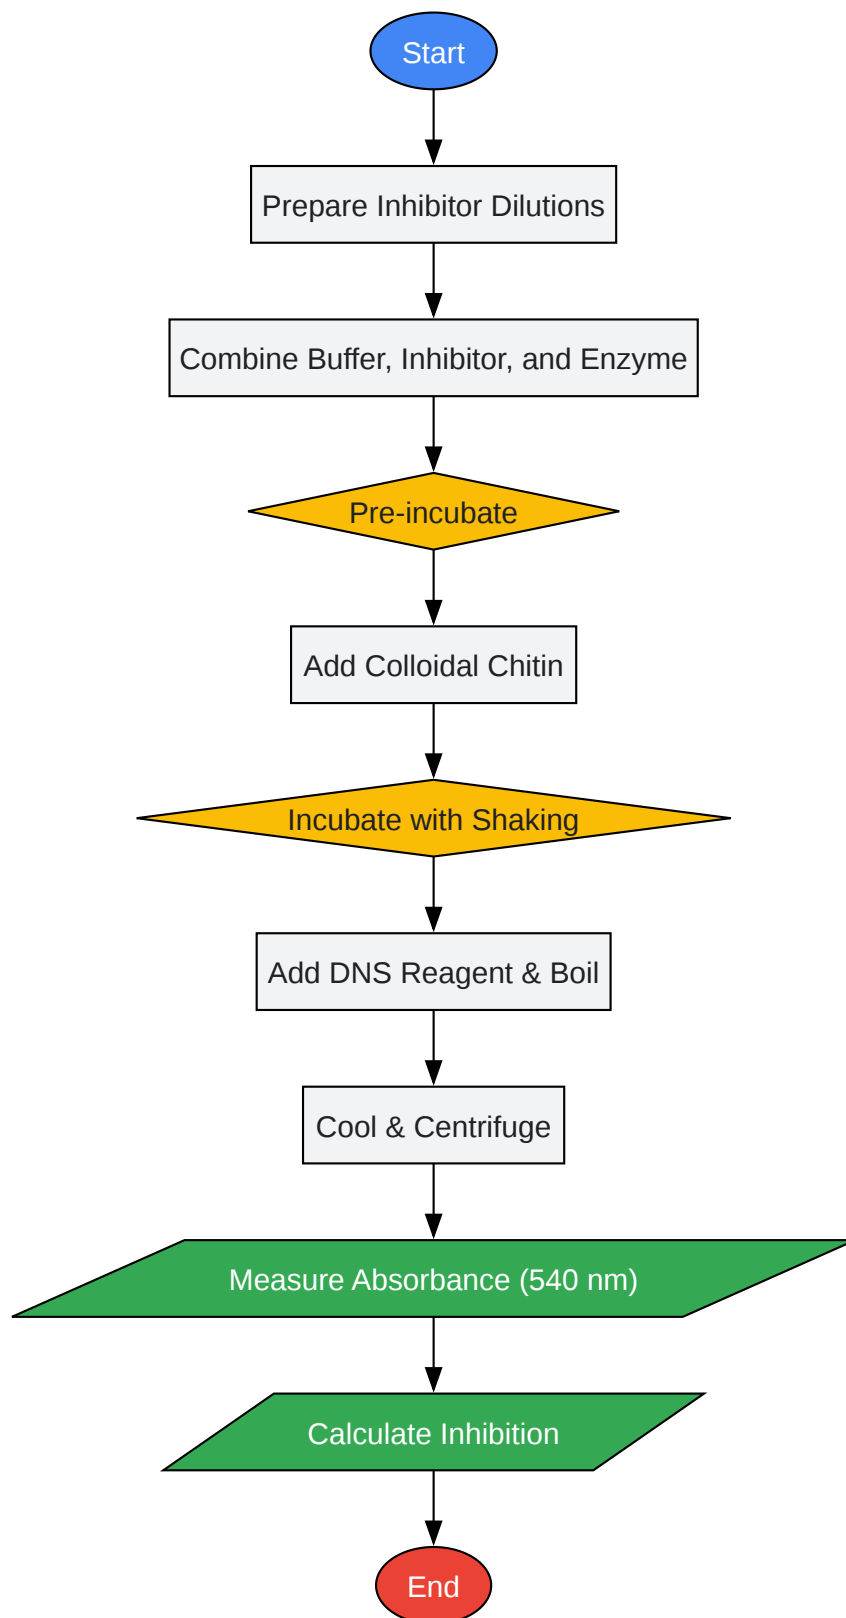 Start
Prepare Inhibitor Dilutions
Combine Buffer, Inhibitor, and Enzyme
Pre-incubate
Add Colloidal Chitin
Incubate with Shaking
Add DNS Reagent & Boil
Cool & Centrifuge
Measure Absorbance (540 nm)
Calculate Inhibition
End